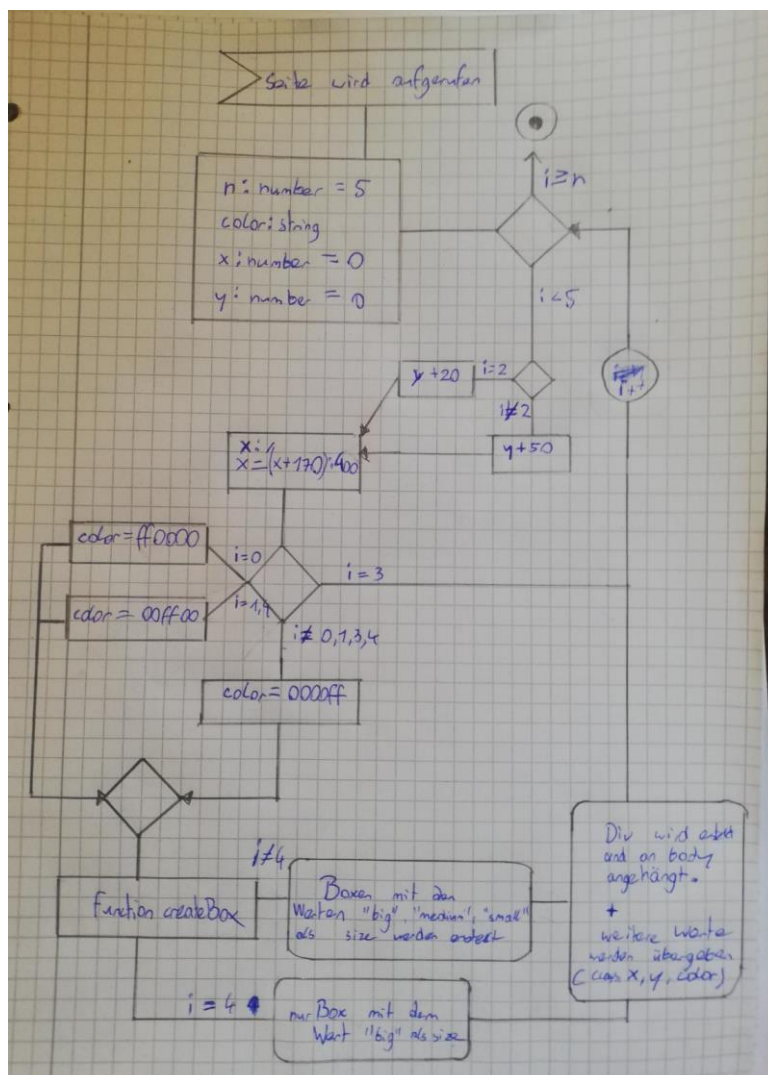 Seite wird aufgerufen
n: number = 5
color: string
x: number = 0
y: number = 0
i≥n
i<5
y+20
i=2
i≠2
i++
x:
x=(x+170)%400
y+50
color=ff0000
i=0
i=3
color=00ff00
i=1,4
i≠0,1,3,4
color=0000ff
i≠4
function createBox
Boxen mit den
Werten "big", "medium", "small"
als size werden erstellt
Div wird erstellt
und an body
angehängt.
+
weitere Werte
werden übergeben
x, y, color)
i=4
nur Box mit dem
Wert "big" als size